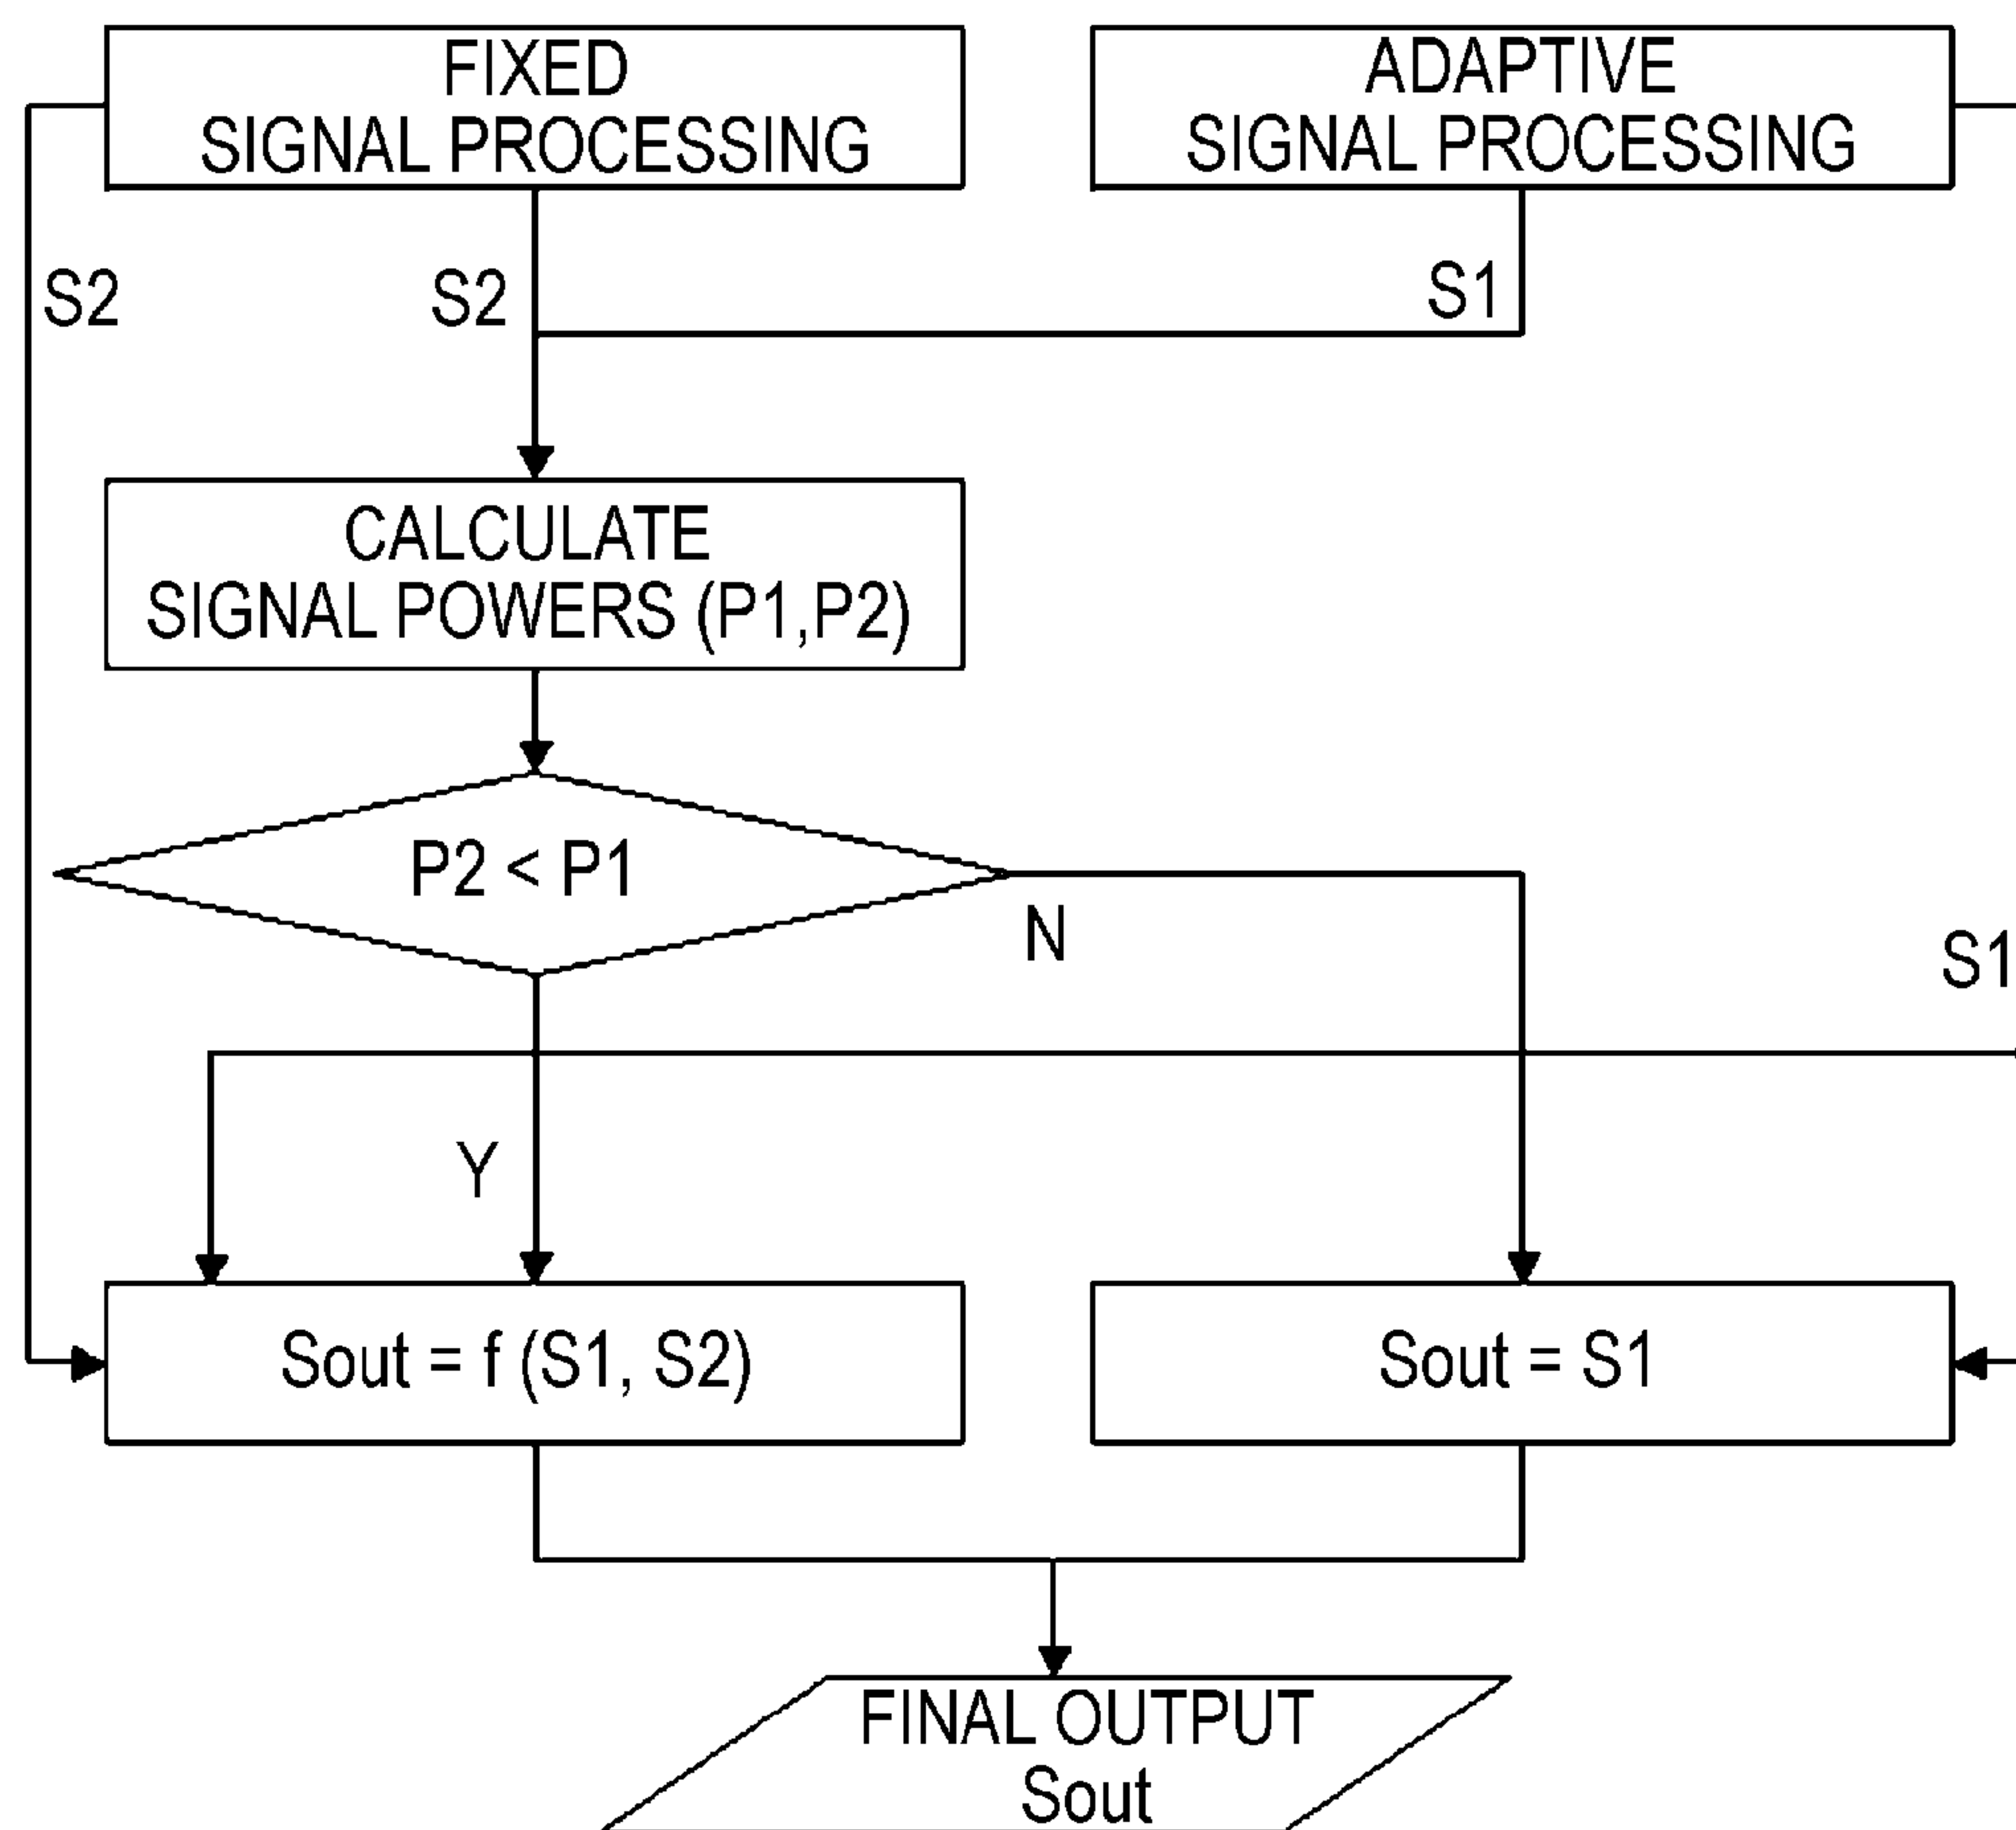 FIXED
SIGNAL PROCESSING
ADAPTIVE
SIGNAL PROCESSING
S2
S2
S1
CALCULATE
SIGNAL POWERS (P1,P2)
P2 < P1
N
S1
Y
Sout = f (S1, S2)
Sout = S1
FINAL OUTPUT
Sout